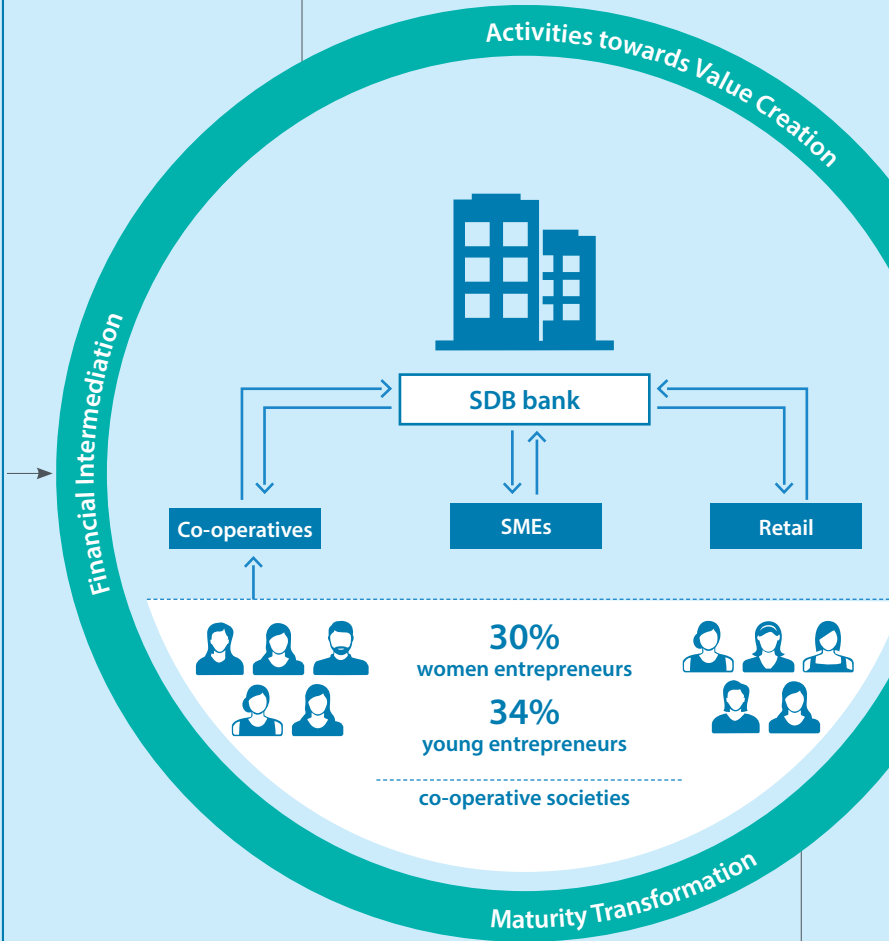 Activities towards Value Creation
Financial Intermediation
SDB bank
Co-operatives
SMEs
Retail
30%
women entrepreneurs
34%
young entrepreneurs
co-operative societies
Maturity Transformation